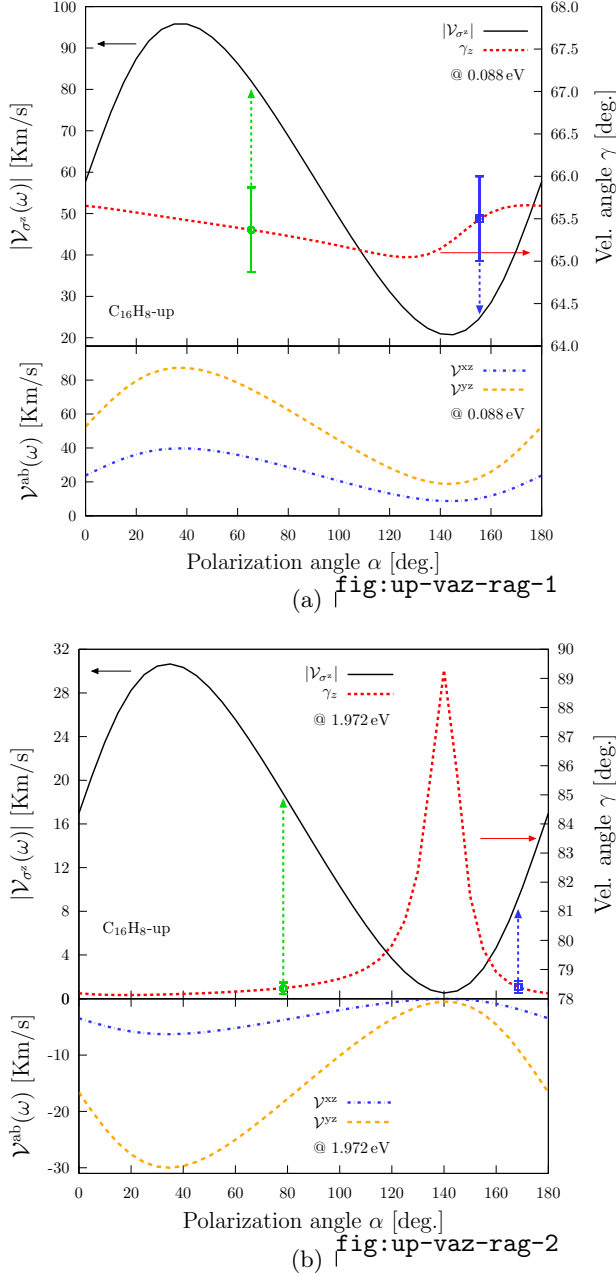 100
90
80
70
60
50
40
30
20
68.0
67.5
67.0
66.5
66.0
65.5
65.0
64.5
64.0
|𝒱σᶻ(ω)| [Km/s]
Vel. angle γ [deg.]
|𝒱σᶻ|
γz
@ 0.088 eV
C16H8-up
80
60
40
20
0
𝒱ᵃᵇ(ω) [Km/s]
𝒱ˣᶻ
𝒱ʸᶻ
@ 0.088 eV
0 20 40 60 80 100 120 140 160 180
Polarization angle α [deg.]
(a) fig:up-vaz-rag-1
32
28
24
20
16
12
8
4
0
90
89
88
87
86
85
84
83
82
81
80
79
78
|𝒱σᶻ(ω)| [Km/s]
Vel. angle γ [deg.]
|𝒱σᶻ|
γz
@ 1.972 eV
C16H8-up
-10
-20
-30
𝒱ᵃᵇ(ω) [Km/s]
𝒱ˣᶻ
𝒱ʸᶻ
@ 1.972 eV
0 20 40 60 80 100 120 140 160 180
Polarization angle α [deg.]
(b) fig:up-vaz-rag-2